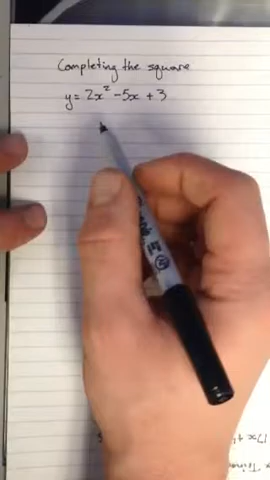 Completing the square
y = 2x² - 5x + 3